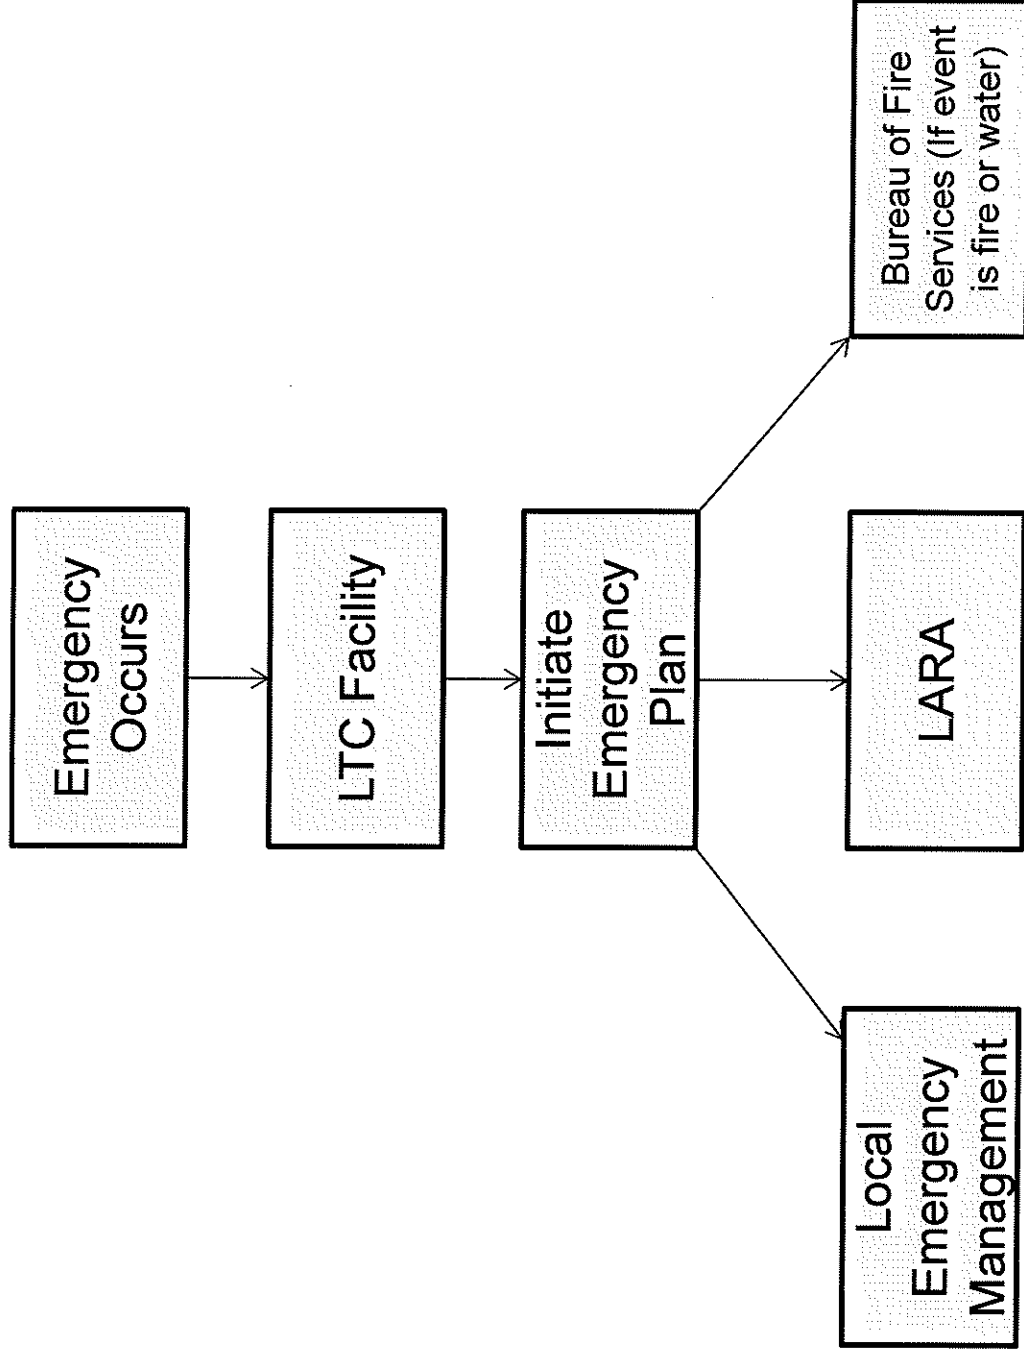 Emergency
Occurs
LTC Facility
Initiate
Emergency
Plan
Local
Emergency
Management
LARA
Bureau of Fire
Services (If event
is fire or water)